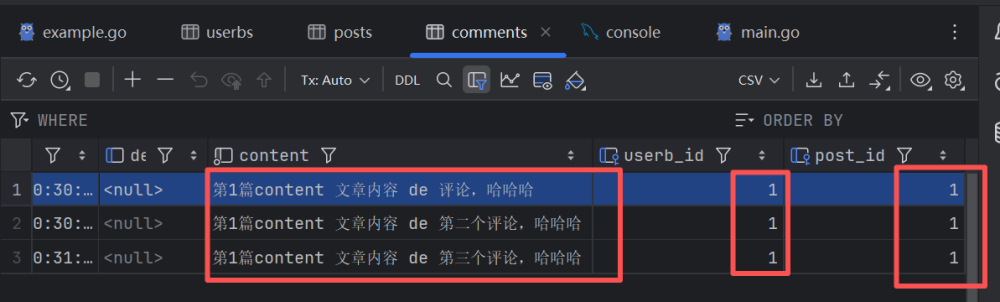 example.go userbs posts comments console main.go
Tx: Auto DDL CSV
WHERE ORDER BY
de content userb_id post_id
1 0:30:… <null> 第1篇content 文章内容 de 评论，哈哈哈 1 1
2 0:30:… <null> 第1篇content 文章内容 de 第二个评论，哈哈哈 1 1
3 0:31:… <null> 第1篇content 文章内容 de 第三个评论，哈哈哈 1 1